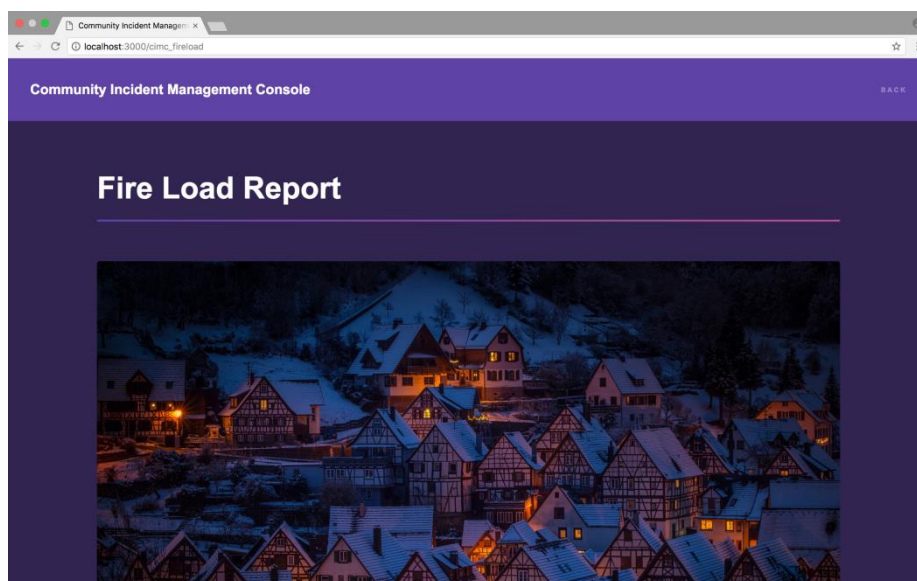 Community Incident Managem
localhost:3000/cimc_fireload
Community Incident Management Console
BACK
Fire Load Report